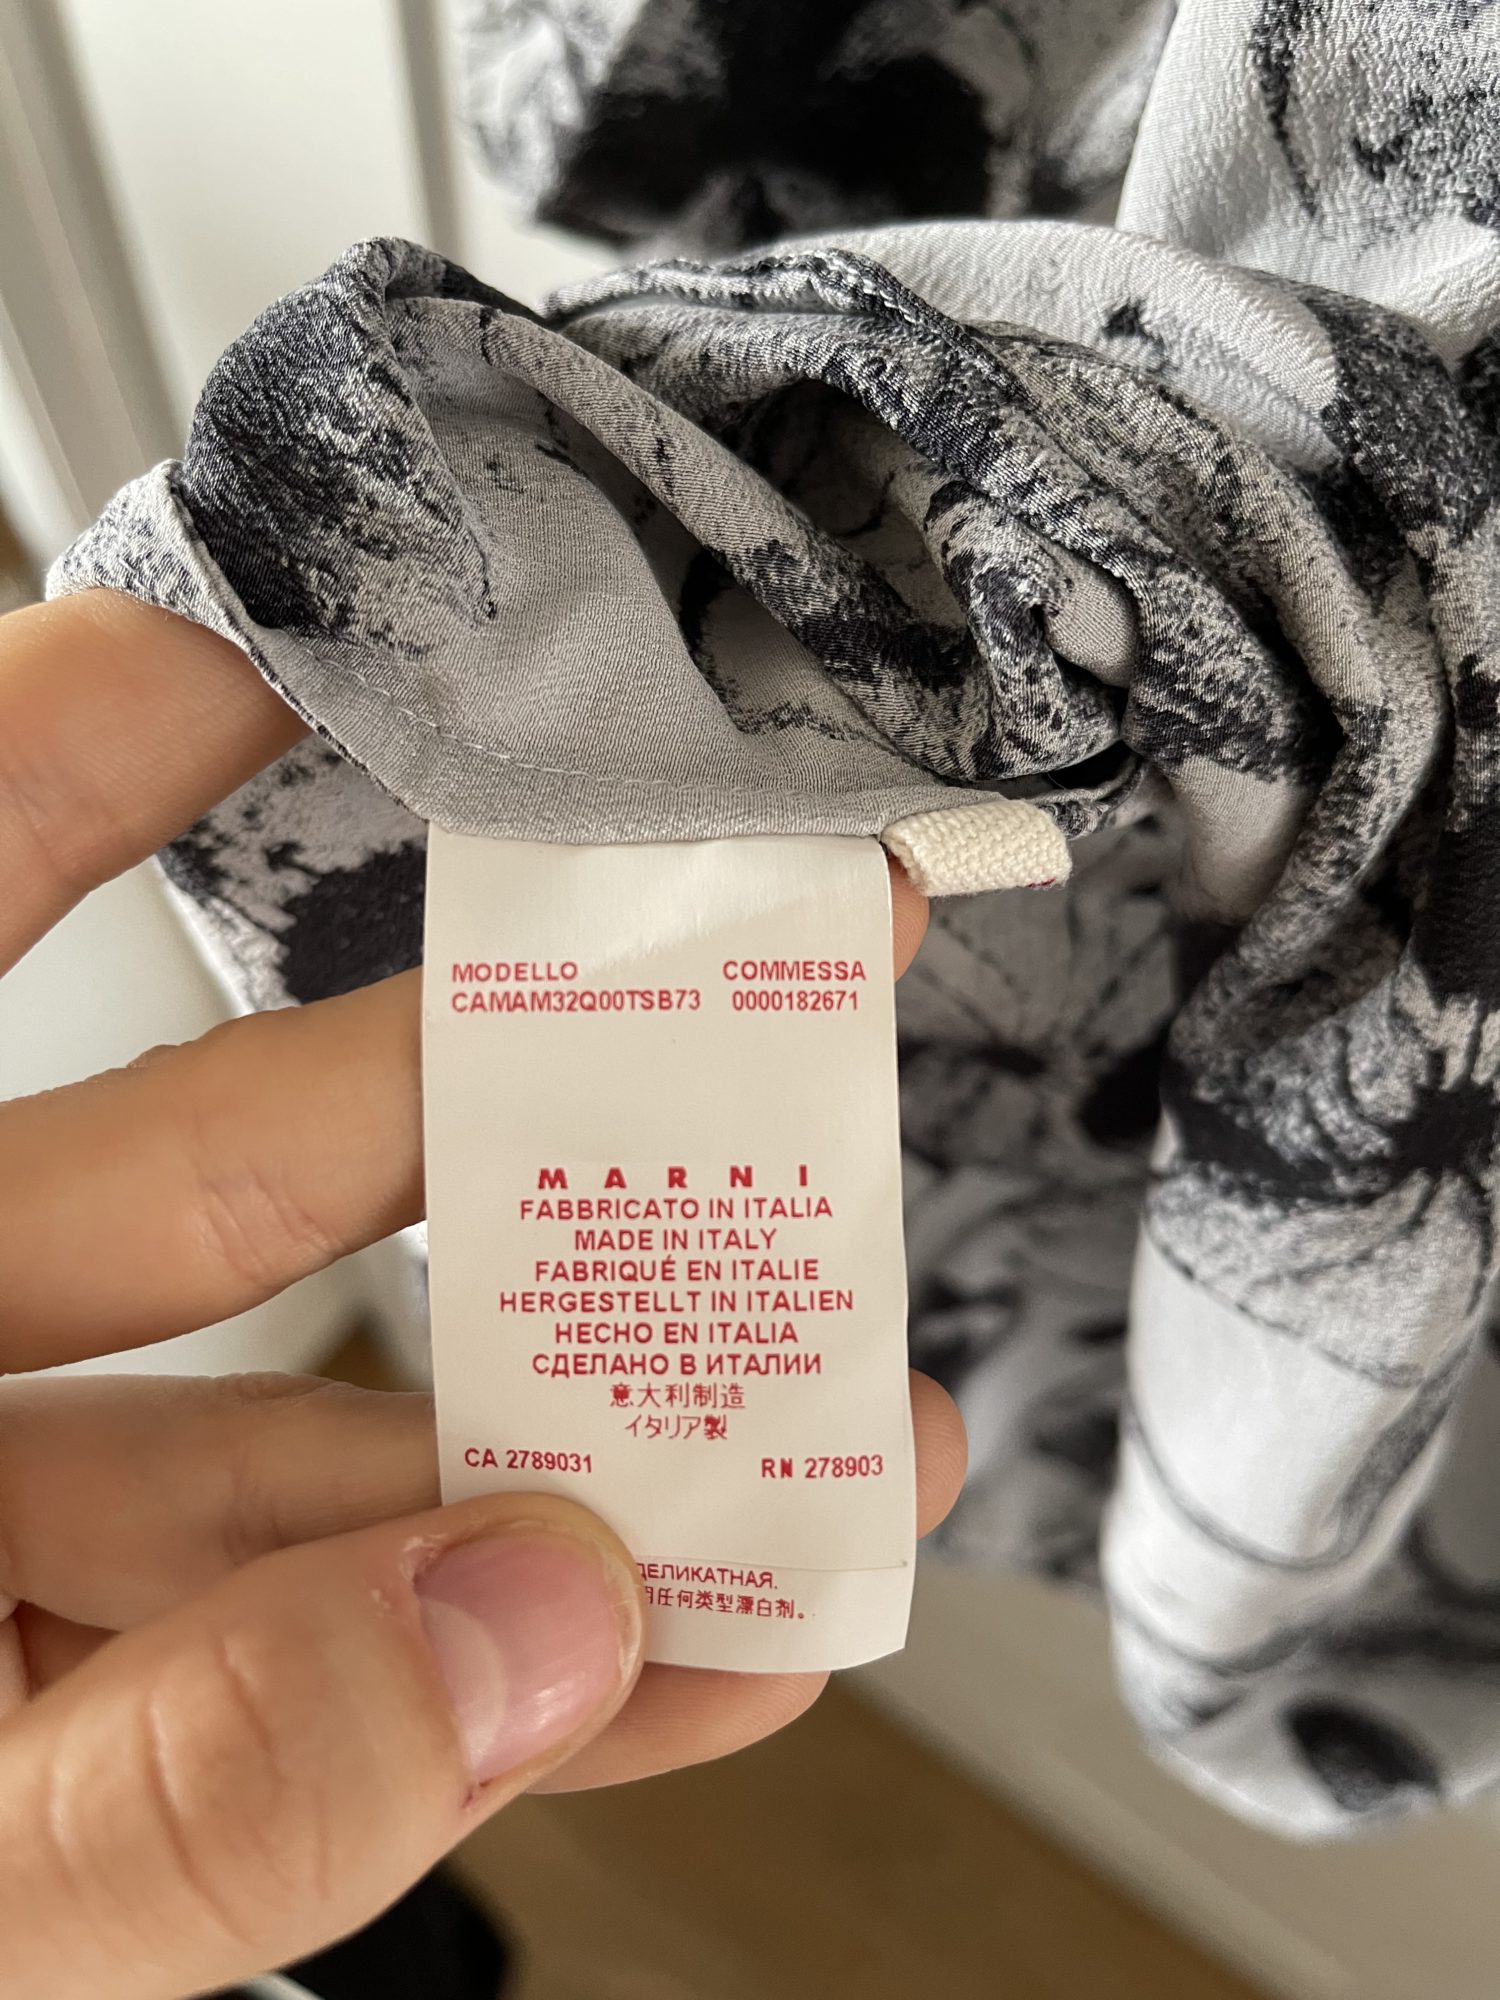 MODELLO COMMESSA
CAMAM32Q00TSB73 0000182671
MARNI
FABBRICATO IN ITALIA
MADE IN ITALY
FABRIQUÉ EN ITALIE
HERGESTELLT IN ITALIEN
HECHO EN ITALIA
СДЕЛАНО В ИТАЛИИ
意大利制造
イタリア製
CA 2789031 RN 278903
ДЕЛИКАТНАЯ.
用任何类型漂白剂。